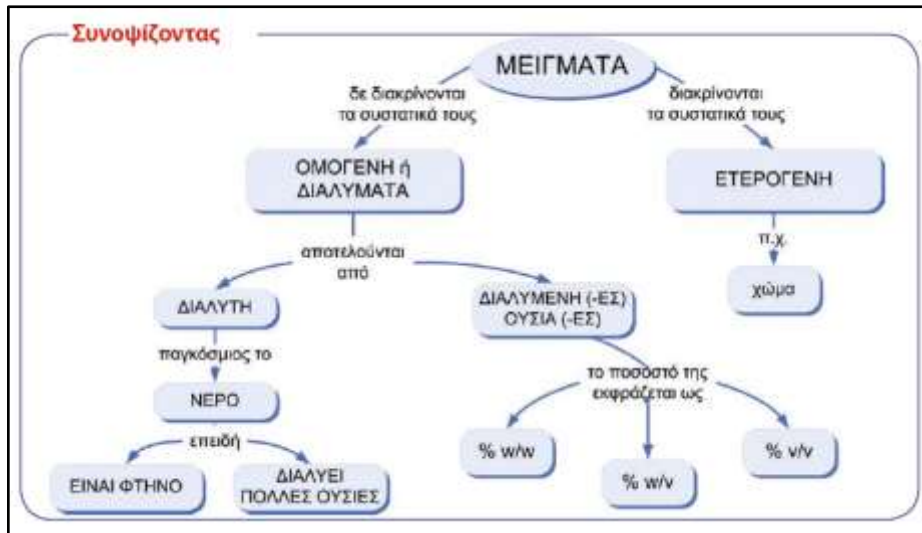 Συνοψίζοντας
ΜΕΙΓΜΑΤΑ
δε διακρίνονται
τα συστατικά τους
διακρίνονται
τα συστατικά τους
ΟΜΟΓΕΝΗ ή
ΔΙΑΛΥΜΑΤΑ
ΕΤΕΡΟΓΕΝΗ
αποτελούνται
από
π.χ.
χώμα
ΔΙΑΛΥΤΗ
ΔΙΑΛΥΜΕΝΗ (-ΕΣ)
ΟΥΣΙΑ (-ΕΣ)
παγκόσμιος το
το ποσοστό της
εκφράζεται ως
ΝΕΡΟ
επειδή
% w/w
% w/v
% v/v
ΕΙΝΑΙ ΦΤΗΝΟ
ΔΙΑΛΥΕΙ
ΠΟΛΛΕΣ ΟΥΣΙΕΣ